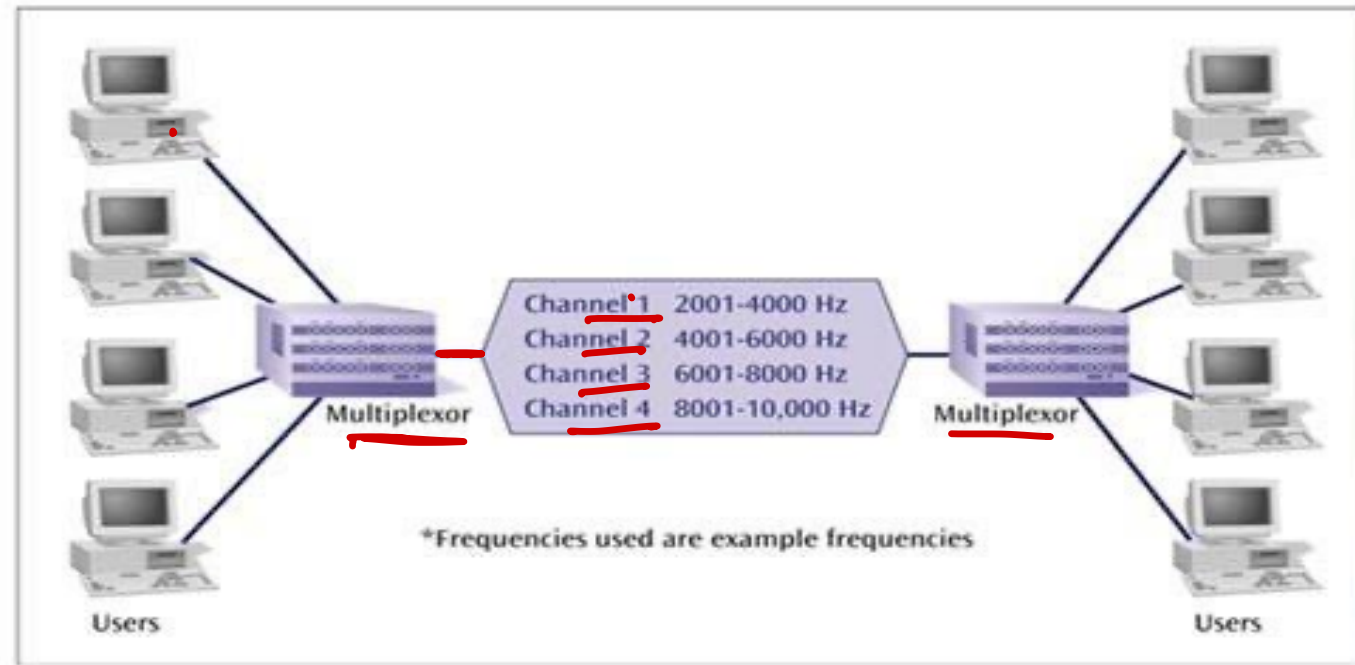 Channel 1 2001-4000 Hz
Channel 2 4001-6000 Hz
Channel 3 6001-8000 Hz
Channel 4 8001-10,000 Hz
Multiplexor
Multiplexor
*Frequencies used are example frequencies
Users
Users